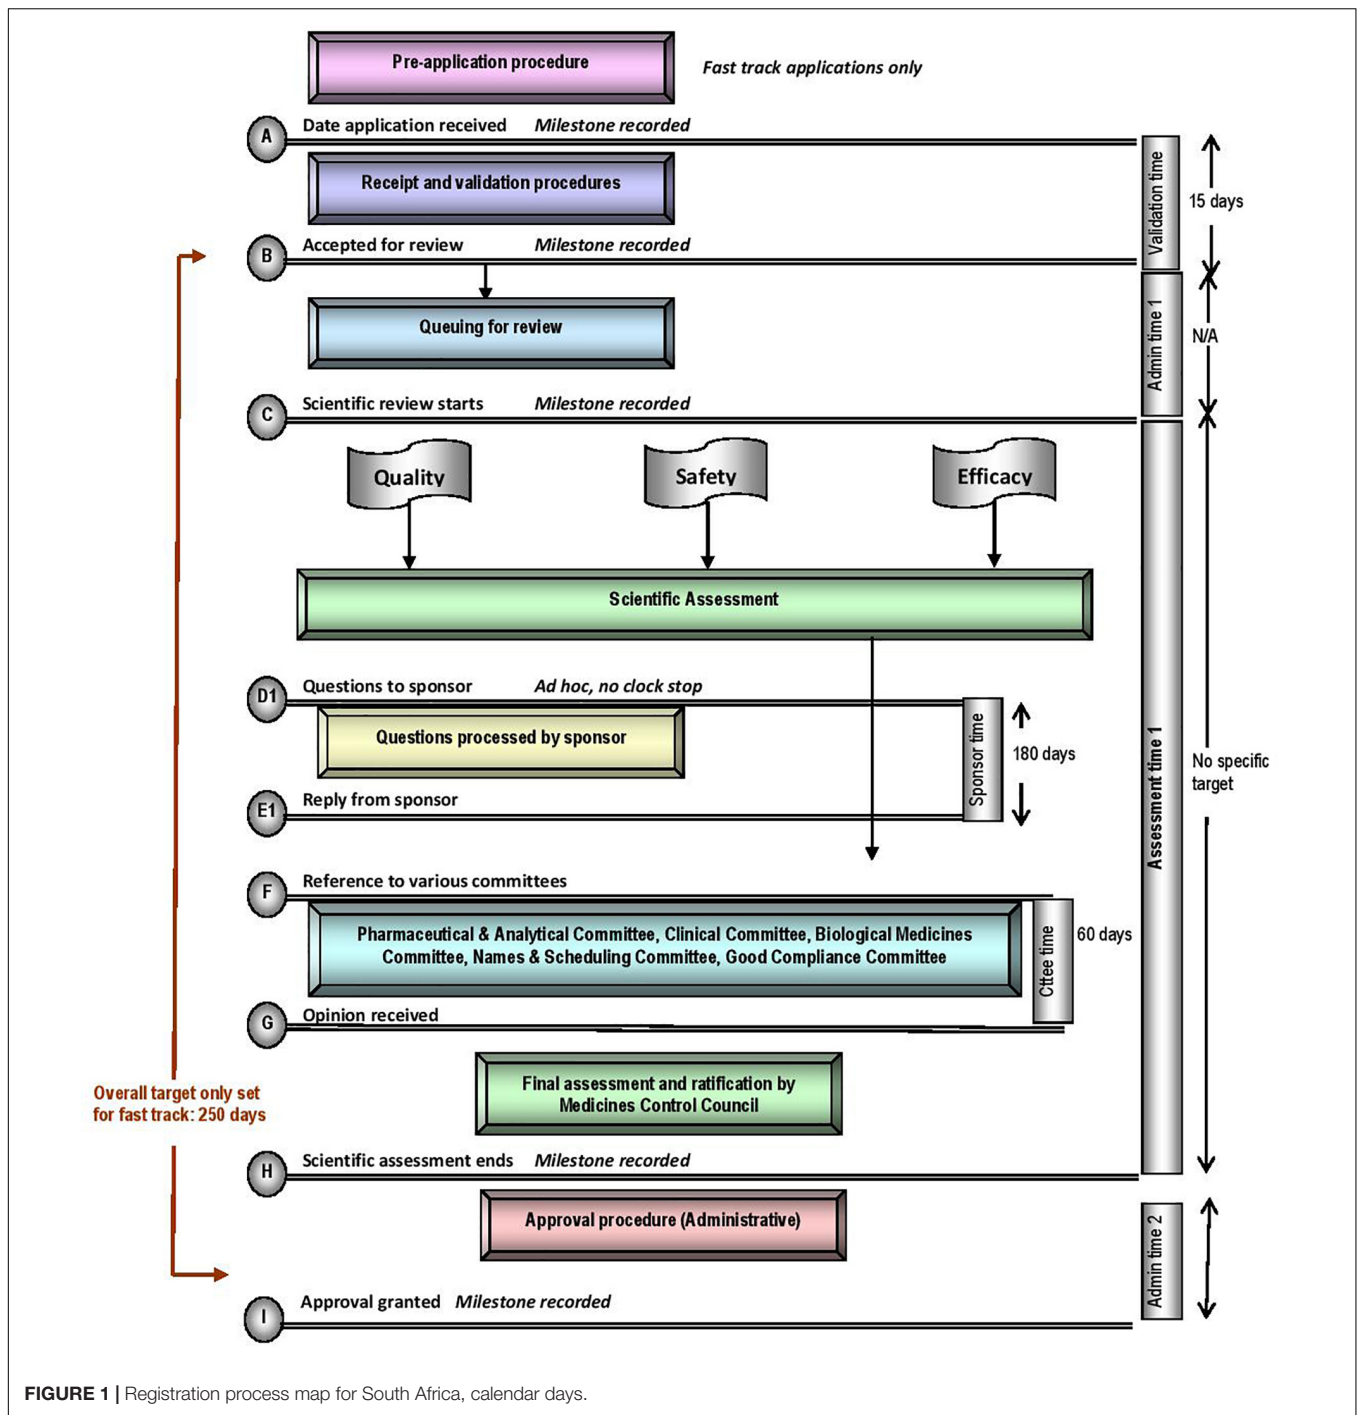 Pre-application procedure
Fast track applications only
A
Date application received Milestone recorded
Receipt and validation procedures
Validation time
15 days
B
Accepted for review Milestone recorded
Queuing for review
Admin time 1
N/A
C
Scientific review starts Milestone recorded
Quality
Safety
Efficacy
Scientific Assessment
D1
Questions to sponsor Ad hoc, no clock stop
Questions processed by sponsor
Sponsor time
180 days
Assessment time 1
No specific
target
E1
Reply from sponsor
F
Reference to various committees
Pharmaceutical & Analytical Committee, Clinical Committee, Biological Medicines
Committee, Names & Scheduling Committee, Good Compliance Committee
Cttee time
60 days
G
Opinion received
Final assessment and ratification by
Medicines Control Council
Overall target only set
for fast track: 250 days
H
Scientific assessment ends Milestone recorded
Approval procedure (Administrative)
Admin time 2
I
Approval granted Milestone recorded
FIGURE 1 | Registration process map for South Africa, calendar days.